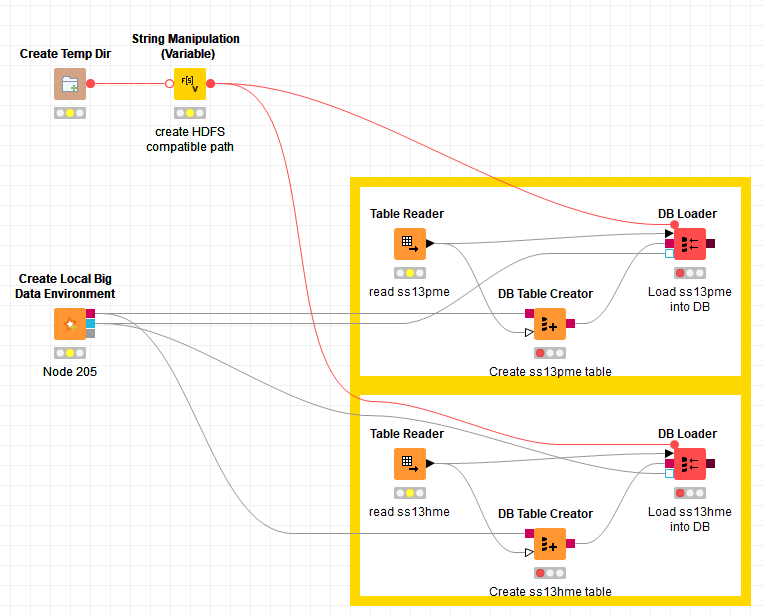 String Manipulation
(Variable)
Create Temp Dir
F[S]
V
create HDFS
compatible path
Table Reader
DB Loader
read ss13pme
Load ss13pme
into DB
DB Table Creator
Create ss13pme table
Create Local Big
Data Environment
Node 205
Table Reader
DB Loader
read ss13hme
Load ss13hme
into DB
DB Table Creator
Create ss13hme table